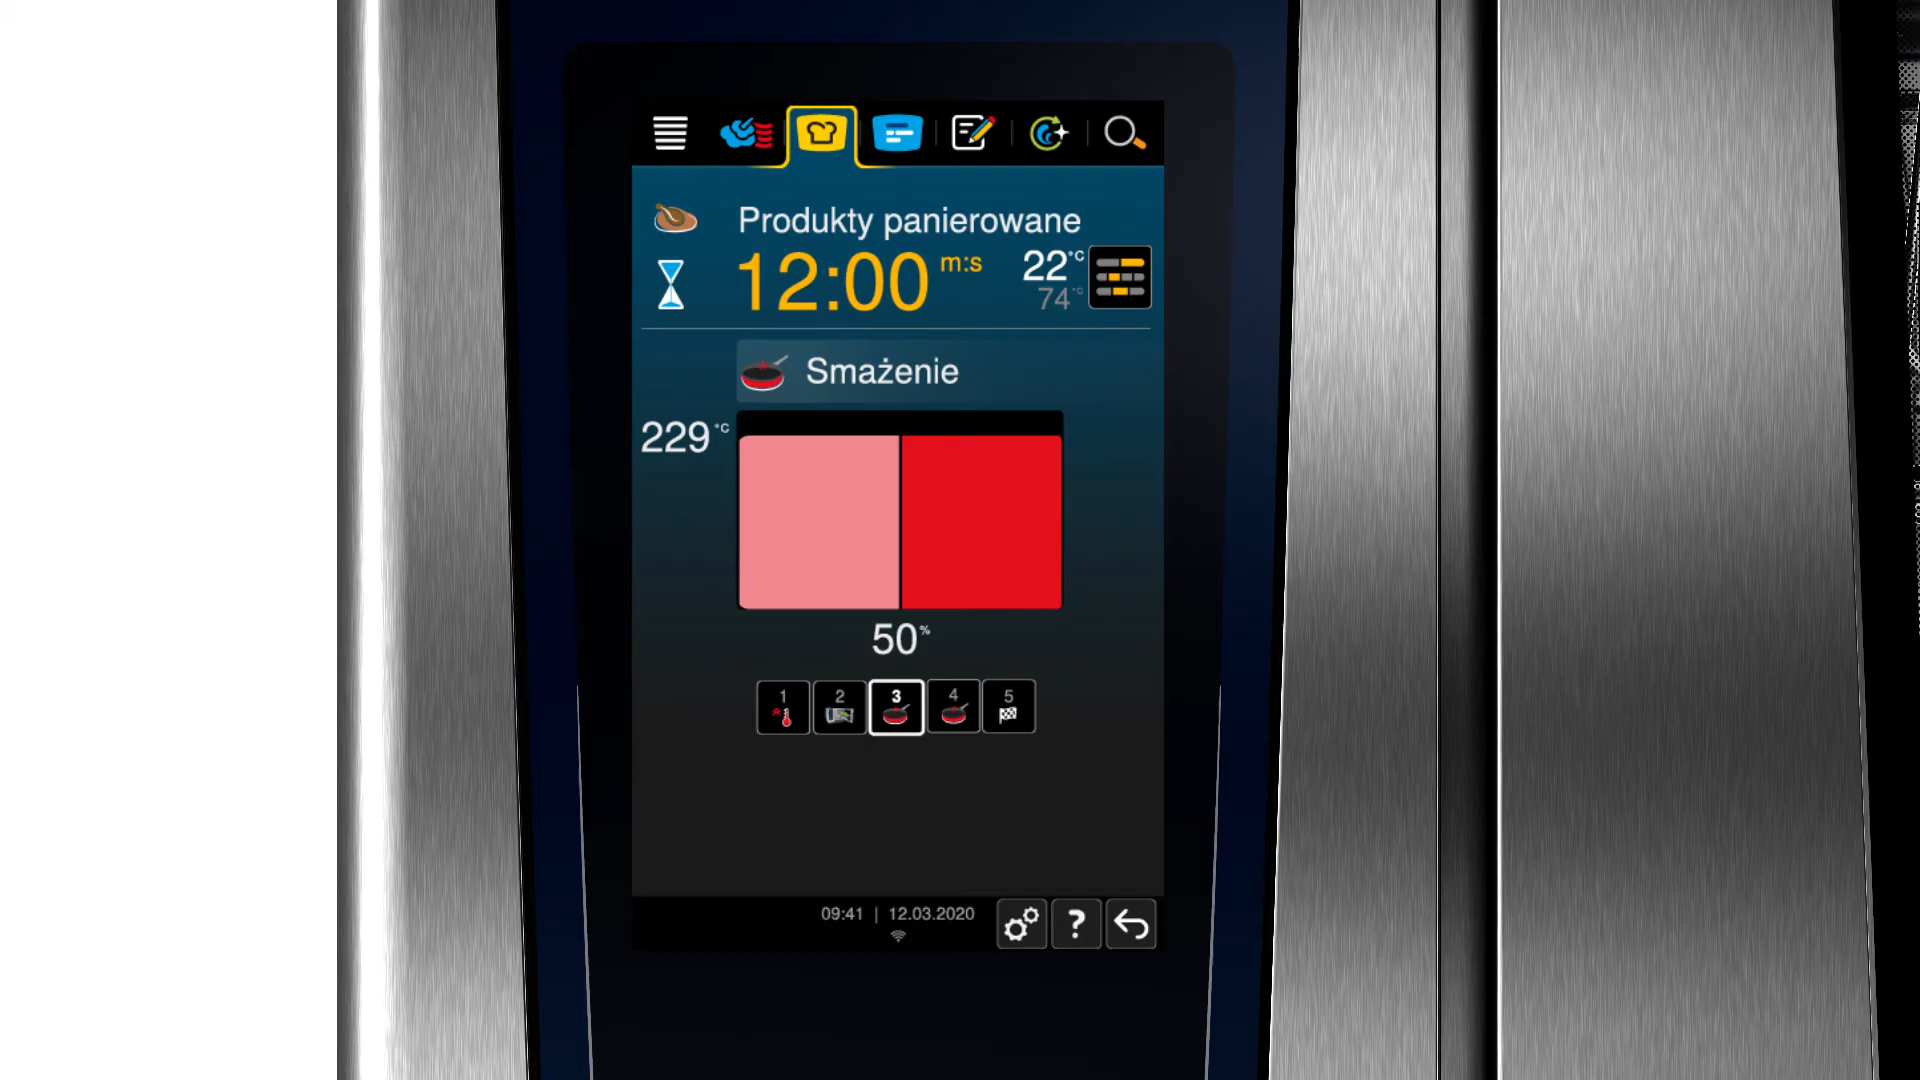 Produkty panierowane
12:00 m:s
22 °C
74 °C
Smażenie
229 °C
50 %
1 2 3 4 5
09:41 | 12.03.2020
?